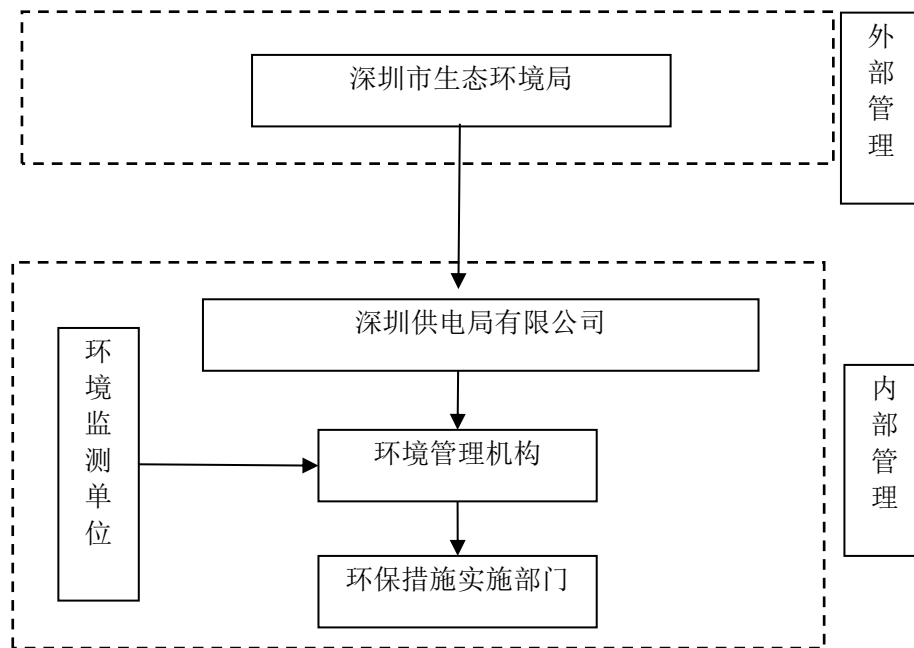 深圳市生态环境局
外部管理
深圳供电局有限公司
环境监测单位
环境管理机构
内部管理
环保措施实施部门